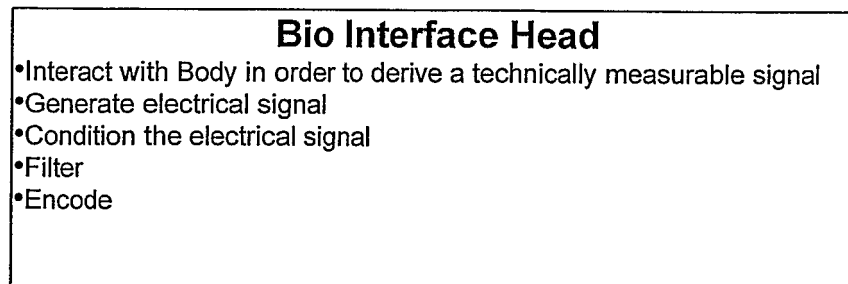 Bio Interface Head
•Interact with Body in order to derive a technically measurable signal
•Generate electrical signal
•Condition the electrical signal
•Filter
•Encode